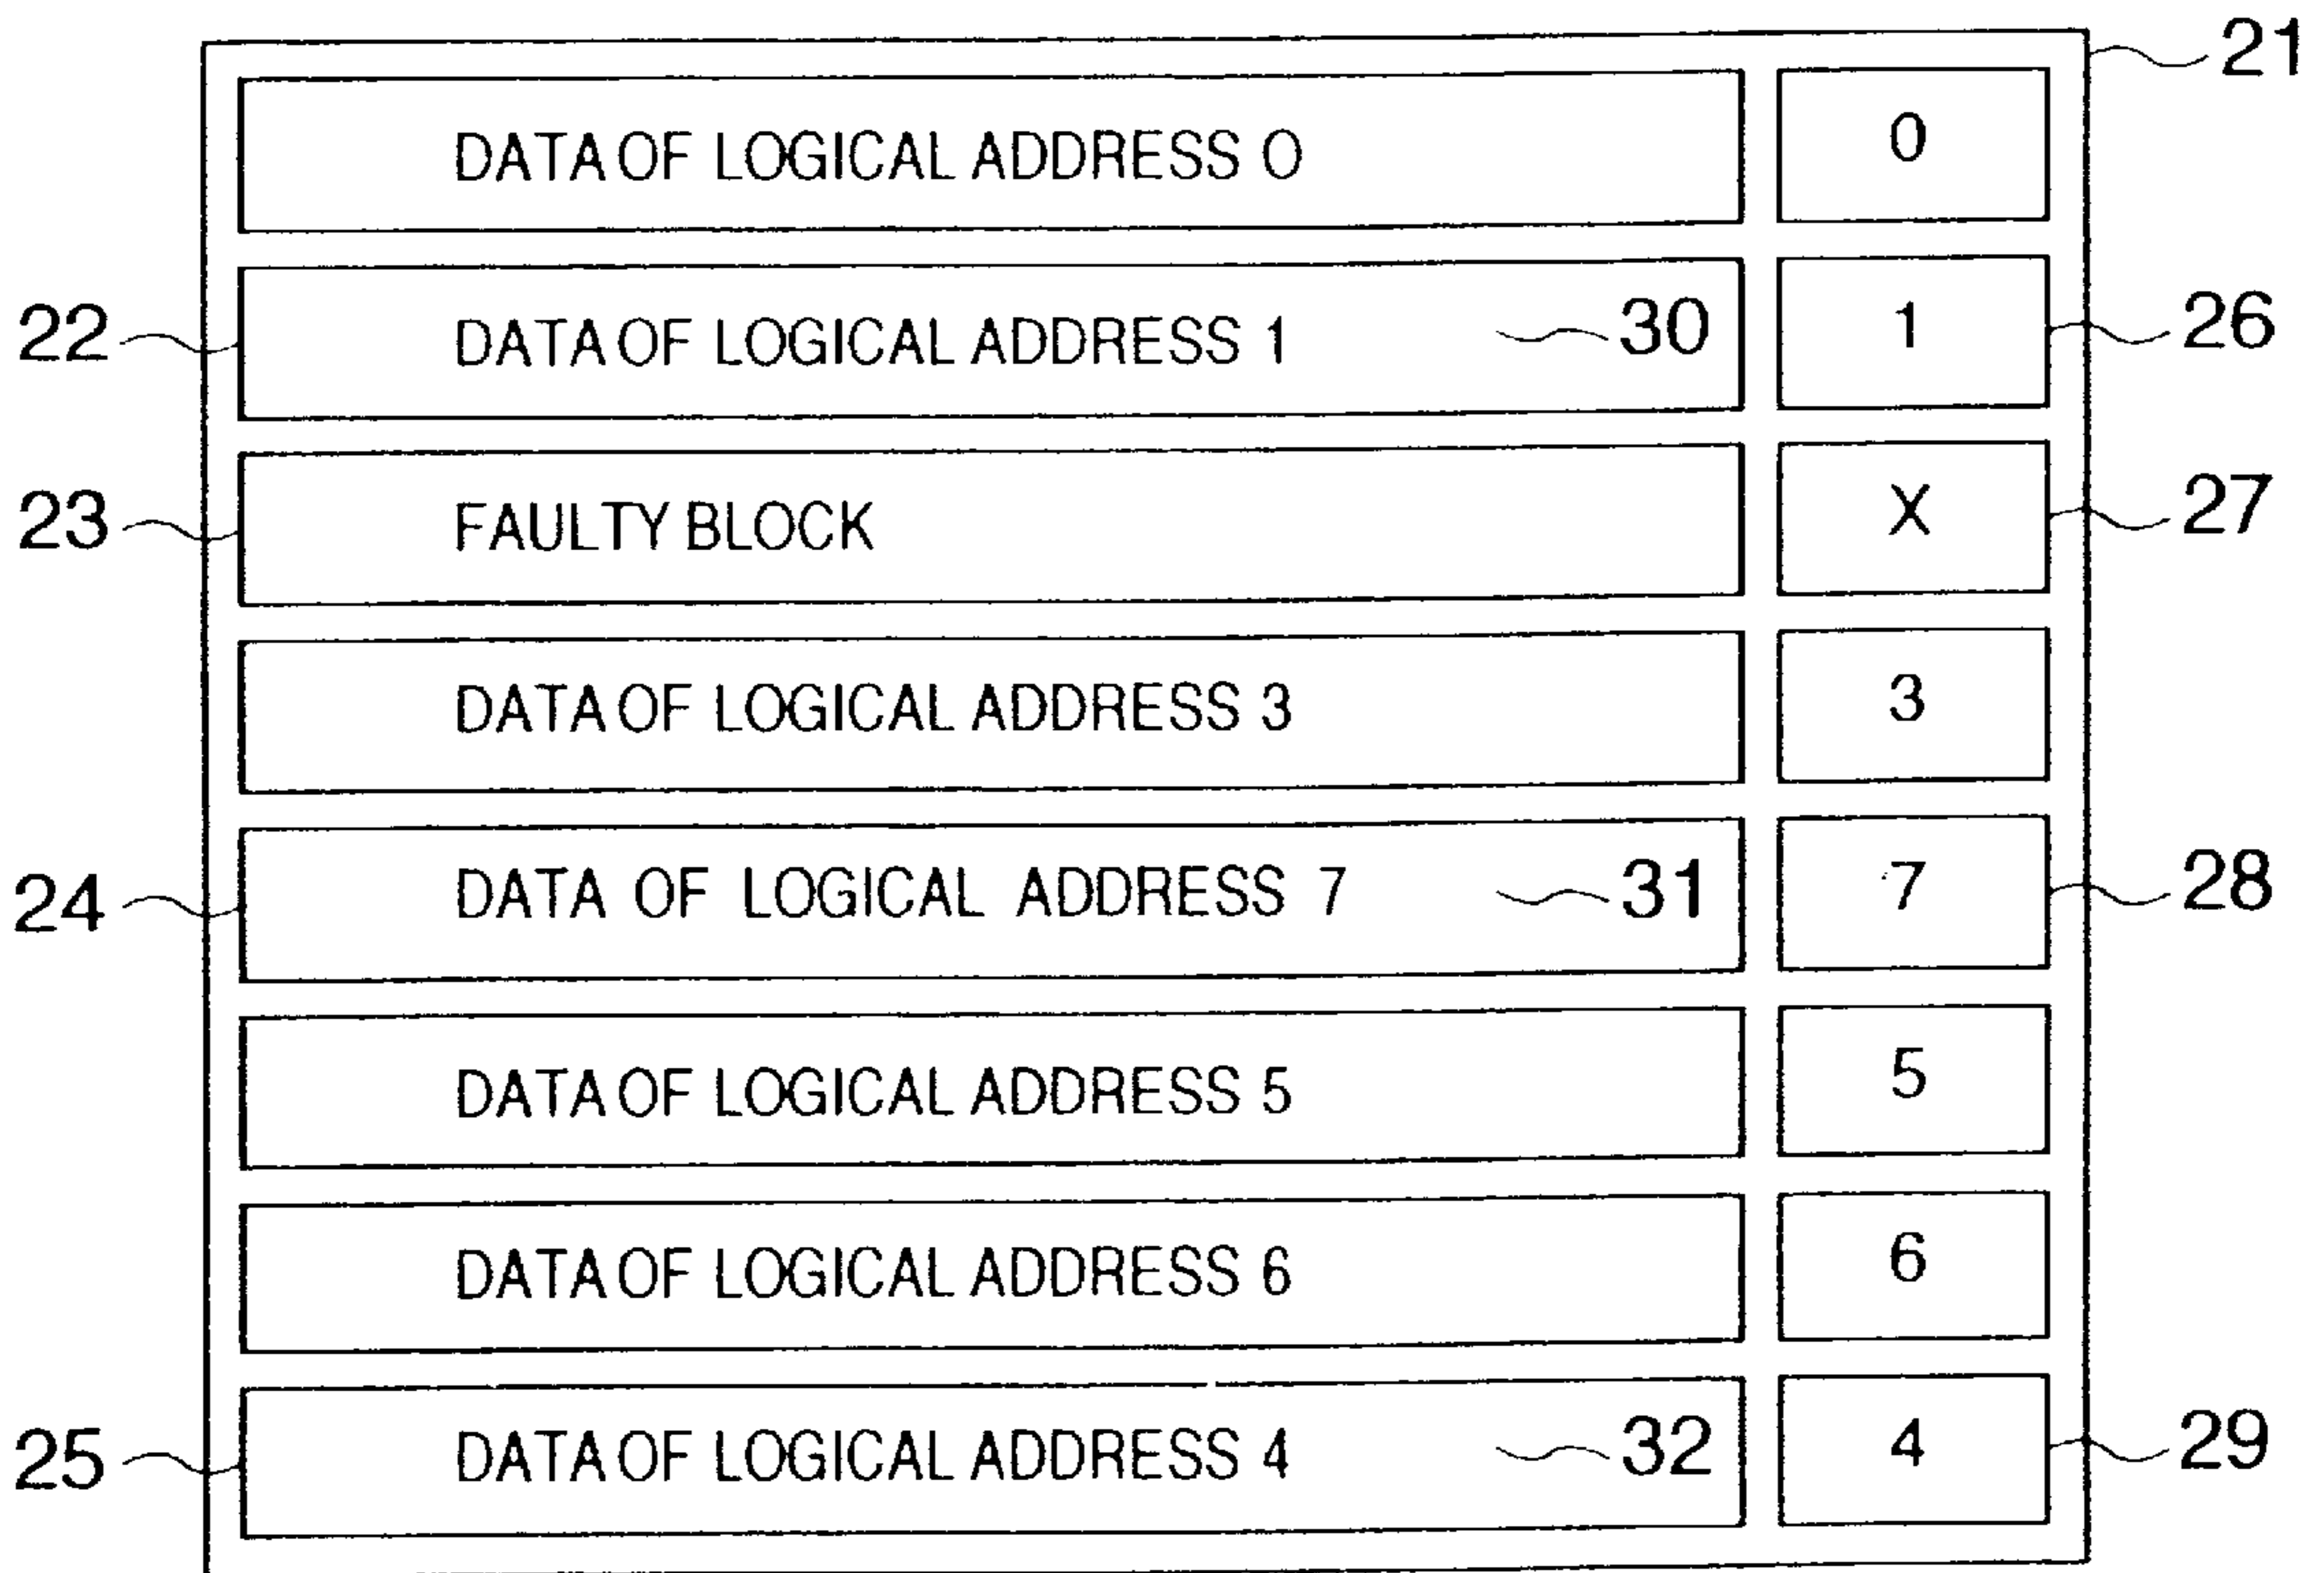 21
DATA OF LOGICAL ADDRESS 0 0
22 DATA OF LOGICAL ADDRESS 1 30 1 26
23 FAULTY BLOCK X 27
DATA OF LOGICAL ADDRESS 3 3
24 DATA OF LOGICAL ADDRESS 7 31 7 28
DATA OF LOGICAL ADDRESS 5 5
DATA OF LOGICAL ADDRESS 6 6
25 DATA OF LOGICAL ADDRESS 4 32 4 29